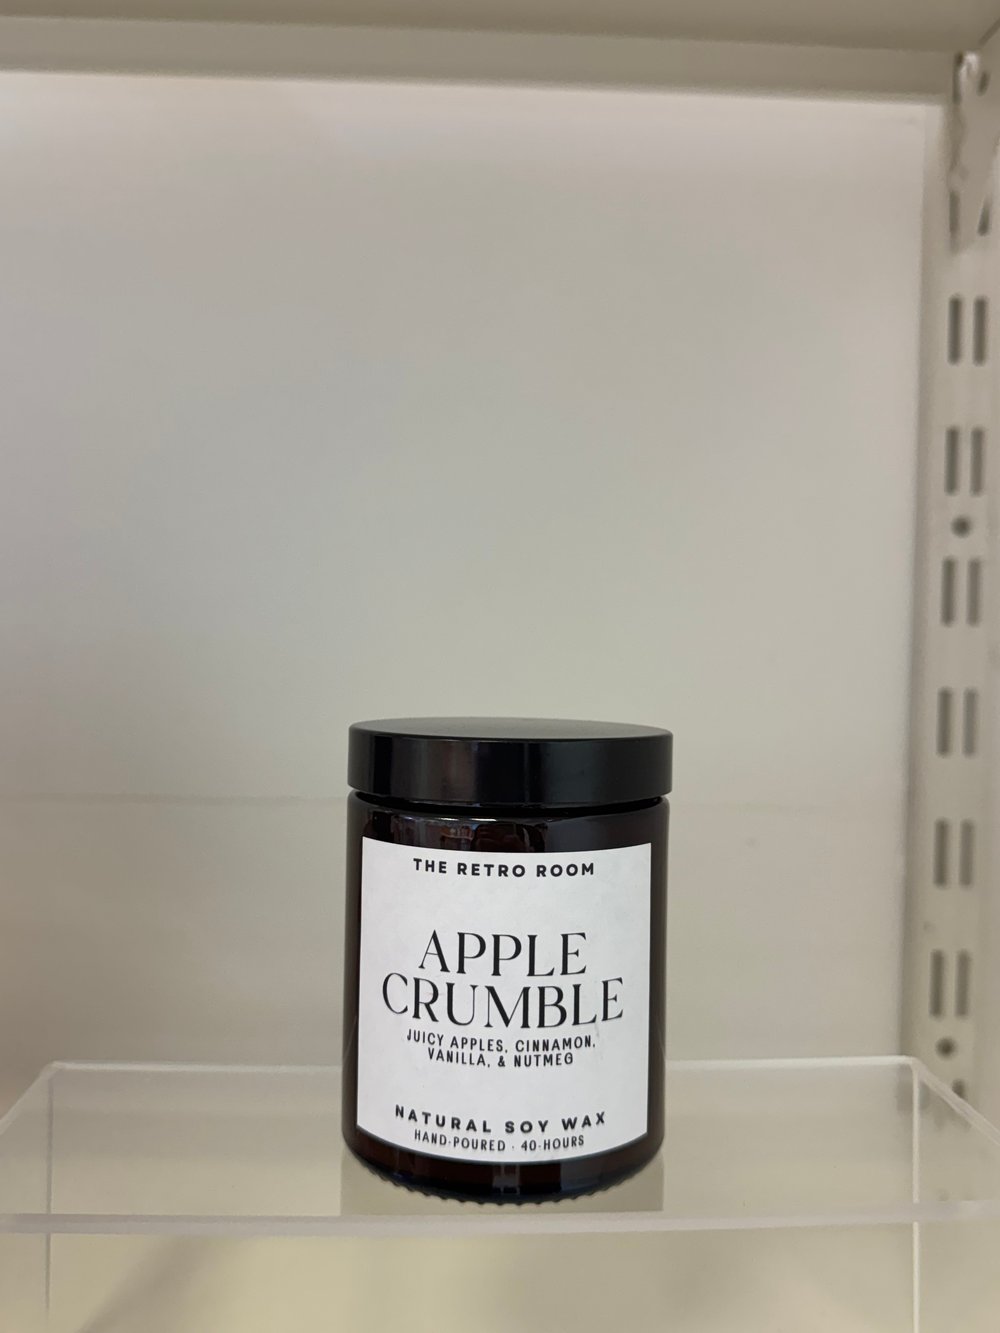 THE RETRO ROOM
APPLE
CRUMBLE
JUICY APPLES, CINNAMON,
VANILLA, & NUTMEG
NATURAL SOY WAX
HAND-POURED · 40-HOURS